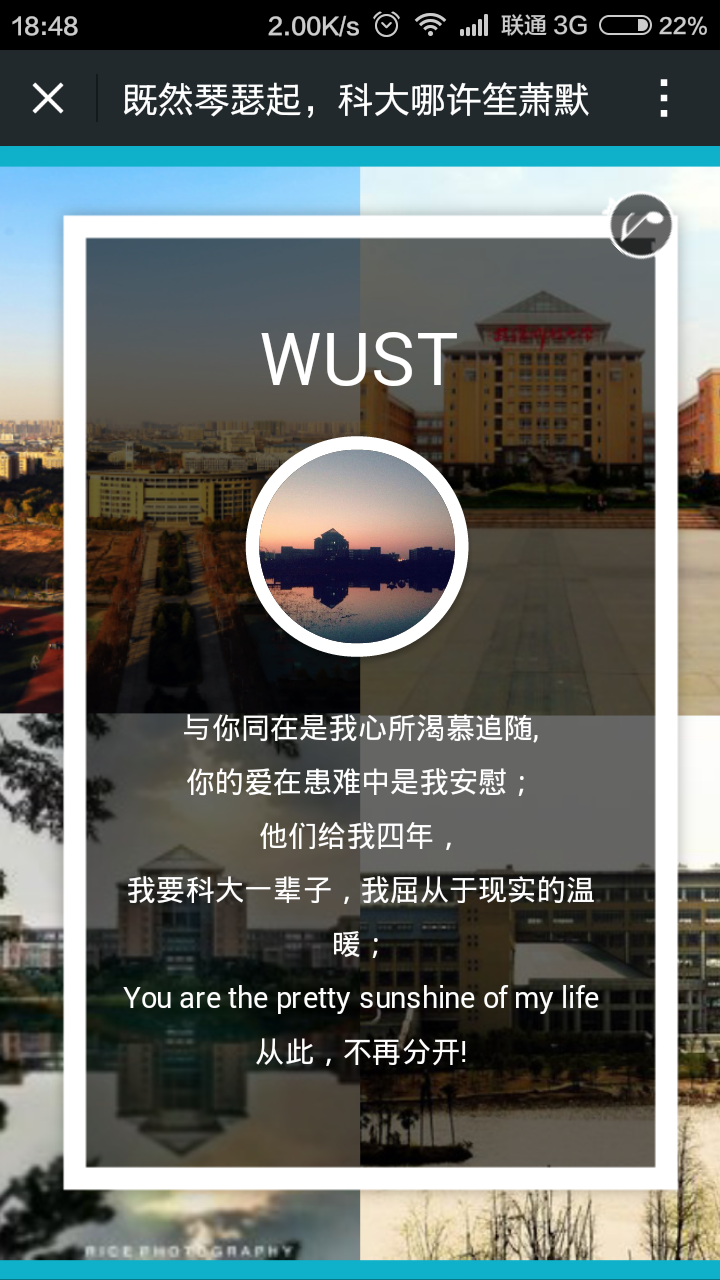 18:48 2.00K/s 联通 3G 22%
既然琴瑟起，科大哪许笙萧默
WUST
与你同在是我心所渴慕追随,
你的爱在患难中是我安慰；
他们给我四年，
我要科大一辈子，我屈从于现实的温
暖；
You are the pretty sunshine of my life
从此，不再分开!
RICE PHOTOGRAPHY